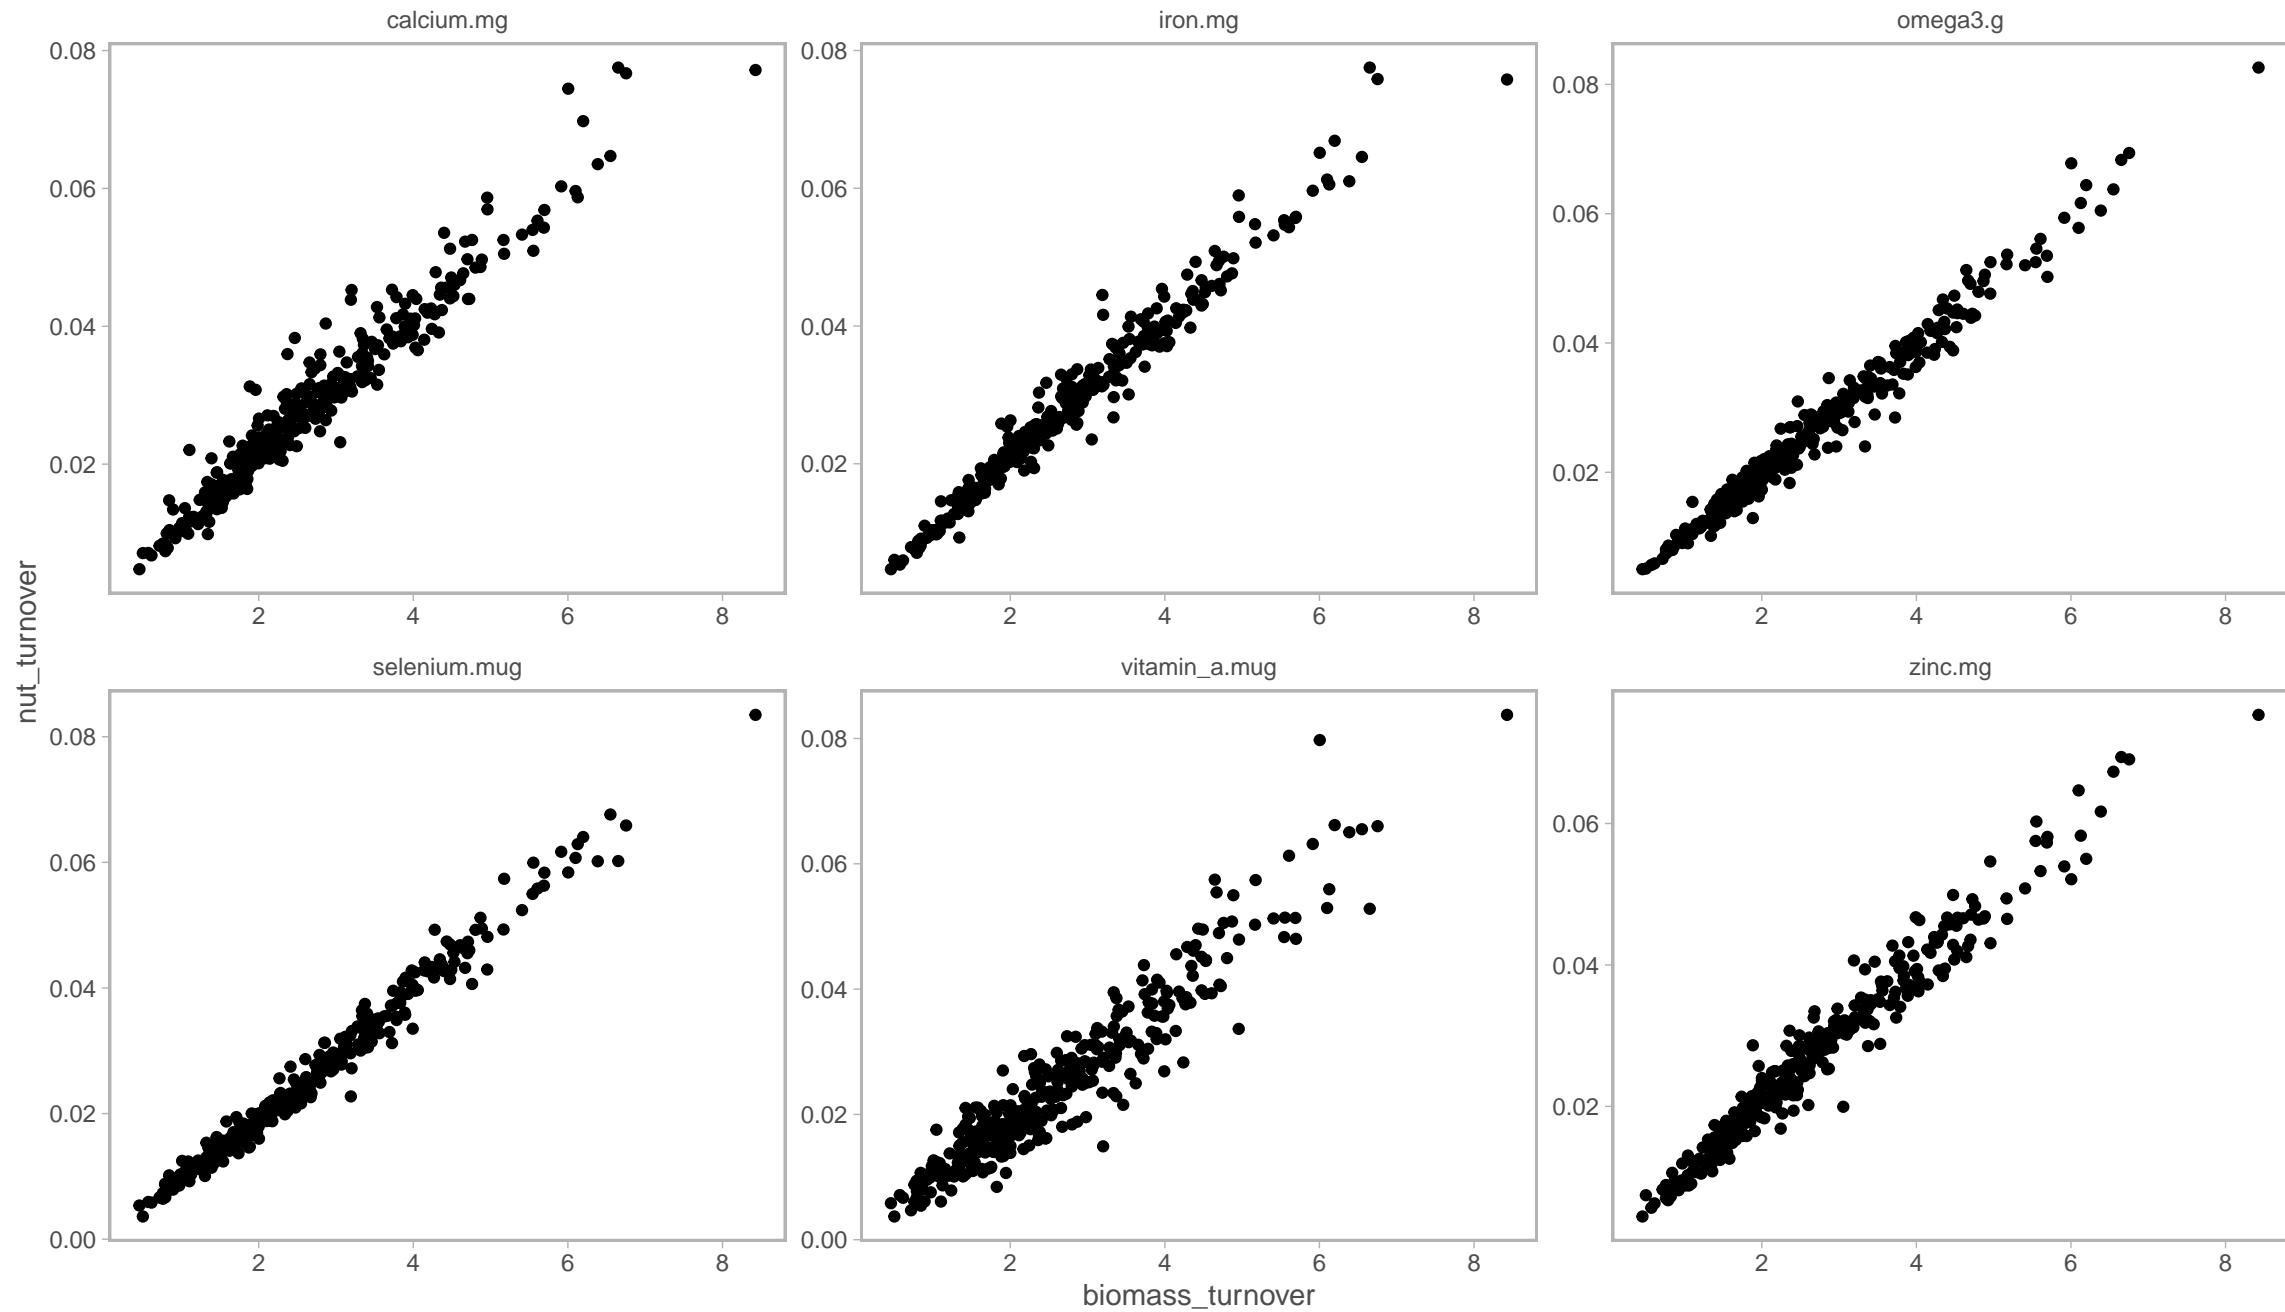 calcium.mg iron.mg omega3.g
0.08 0.08 0.08
0.06 0.06 0.06
0.04 0.04 0.04
0.02 0.02 0.02
2 4 6 8 2 4 6 8 2 4 6 8
nut_turnover
selenium.mug vitamin_a.mug zinc.mg
0.08 0.08
0.06 0.06 0.06
0.04 0.04 0.04
0.02 0.02 0.02
0.00 0.00
2 4 6 8 2 4 6 8 2 4 6 8
biomass_turnover